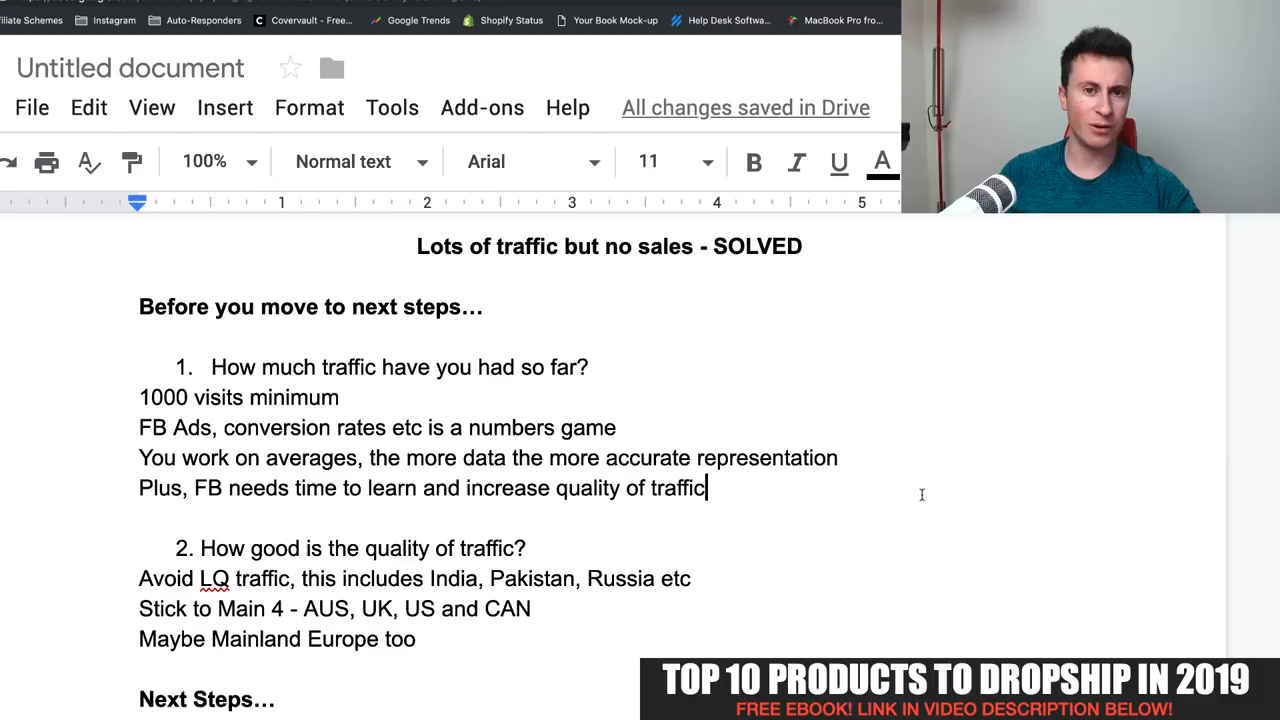 ffiliate Schemes
Instagram
Auto-Responders
Covervault - Free...
Google Trends
Shopify Status
Your Book Mock-up
Help Desk Softwa...
MacBook Pro fro...
Untitled document
File Edit View Insert Format Tools Add-ons Help All changes saved in Drive
100% Normal text Arial 11 B I U A
1 2 3 4 5
Lots of traffic but no sales - SOLVED
Before you move to next steps…
1. How much traffic have you had so far?
1000 visits minimum
FB Ads, conversion rates etc is a numbers game
You work on averages, the more data the more accurate representation
Plus, FB needs time to learn and increase quality of traffic
2. How good is the quality of traffic?
Avoid LQ traffic, this includes India, Pakistan, Russia etc
Stick to Main 4 - AUS, UK, US and CAN
Maybe Mainland Europe too
Next Steps…
TOP 10 PRODUCTS TO DROPSHIP IN 2019
FREE EBOOK! LINK IN VIDEO DESCRIPTION BELOW!